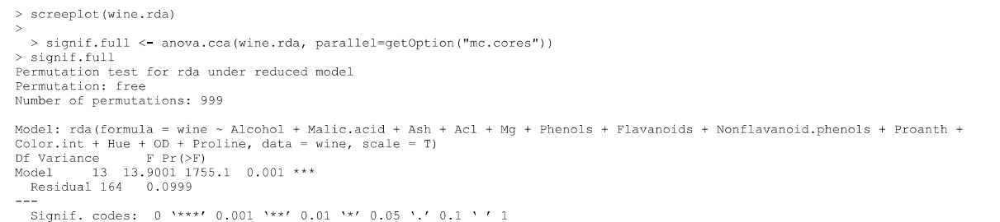 > screeplot(wine.rda)
>
  > signif.full <- anova.cca(wine.rda, parallel=getOption("mc.cores"))
> signif.full
Permutation test for rda under reduced model
Permutation: free
Number of permutations: 999

Model: rda(formula = wine ~ Alcohol + Malic.acid + Ash + Acl + Mg + Phenols + Flavanoids + Nonflavanoid.phenols + Proanth +
Color.int + Hue + OD + Proline, data = wine, scale = T)
Df Variance      F Pr(>F)
Model     13  13.9001 1755.1  0.001 ***
  Residual 164   0.0999
---
  Signif. codes:  0 ‘***’ 0.001 ‘**’ 0.01 ‘*’ 0.05 ‘.’ 0.1 ‘ ’ 1